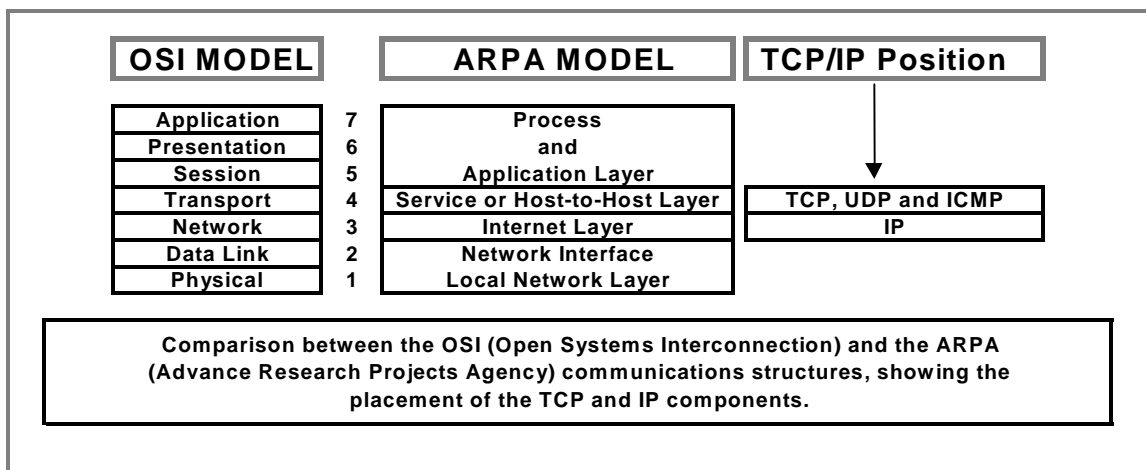 OSI MODEL
ARPA MODEL
TCP/IP Position
Application 7 Process
Presentation 6 and
Session 5 Application Layer
Transport 4 Service or Host-to-Host Layer TCP, UDP and ICMP
Network 3 Internet Layer IP
Data Link 2 Network Interface
Physical 1 Local Network Layer
Comparison between the OSI (Open Systems Interconnection) and the ARPA
(Advance Research Projects Agency) communications structures, showing the
placement of the TCP and IP components.